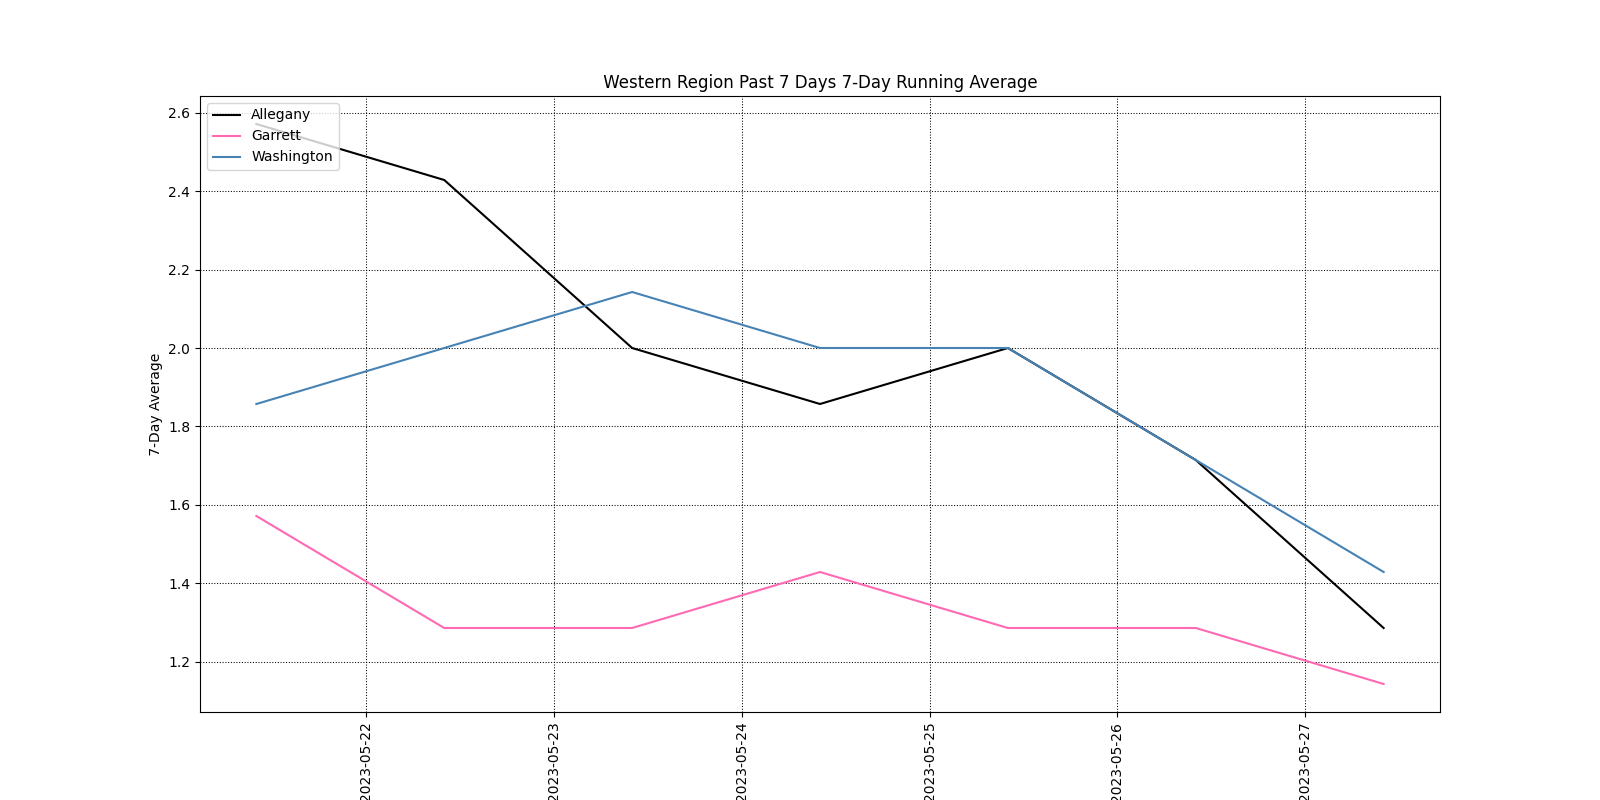 Western Region Past 7 Days 7-Day Running Average
Allegany
Garrett
Washington
7-Day Average
2.6
2.4
2.2
2.0
1.8
1.6
1.4
1.2
2023-05-22
2023-05-23
2023-05-24
2023-05-25
2023-05-26
2023-05-27